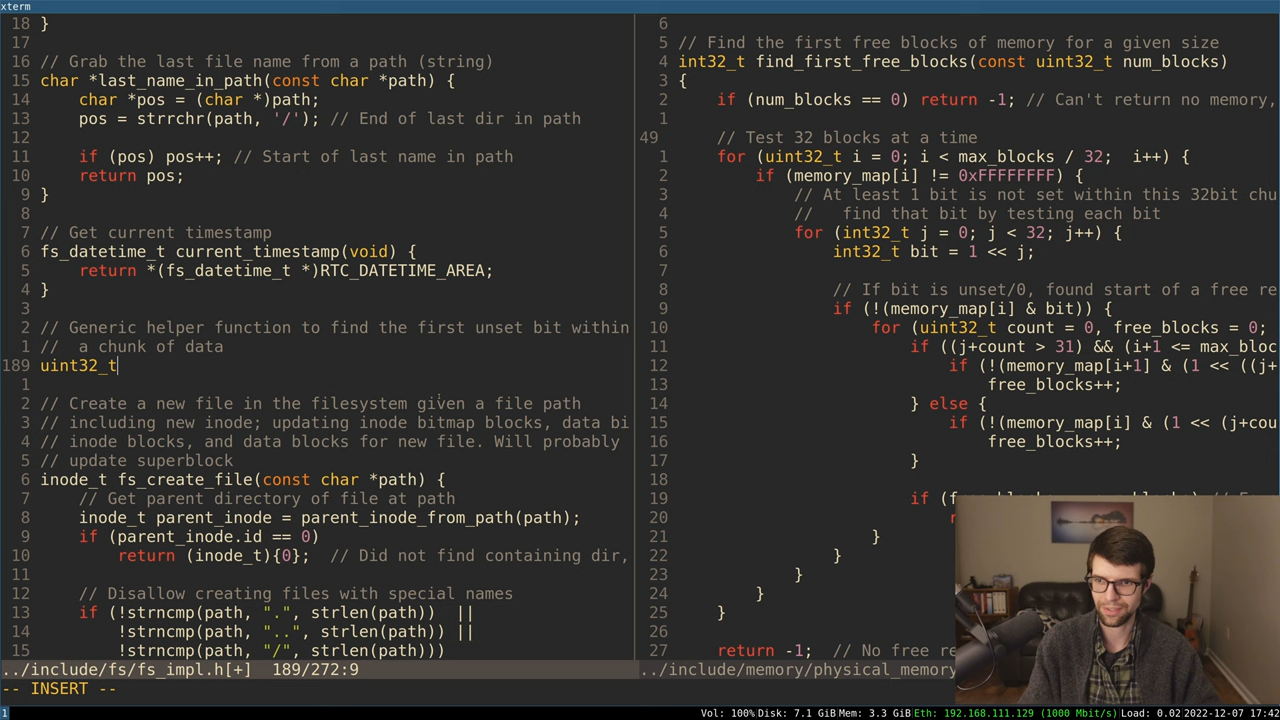 xterm
18 }
17
16 // Grab the last file name from a path (string)
15 char *last_name_in_path(const char *path) {
14     char *pos = (char *)path;
13     pos = strrchr(path, '/'); // End of last dir in path
12
11     if (pos) pos++; // Start of last name in path
10     return pos;
9 }
8
7 // Get current timestamp
6 fs_datetime_t current_timestamp(void) {
5     return *(fs_datetime_t *)RTC_DATETIME_AREA;
4 }
3
2 // Generic helper function to find the first unset bit within
1 //  a chunk of data
189 uint32_t
1
2 // Create a new file in the filesystem given a file path
3 // including new inode; updating inode bitmap blocks, data bi
4 // inode blocks, and data blocks for new file. Will probably
5 // update superblock
6 inode_t fs_create_file(const char *path) {
7     // Get parent directory of file at path
8     inode_t parent_inode = parent_inode_from_path(path);
9     if (parent_inode.id == 0)
10         return (inode_t){0};  // Did not find containing dir,
11
12     // Disallow creating files with special names
13     if (!strncmp(path, ".", strlen(path))  ||
14         !strncmp(path, "..", strlen(path)) ||
15         !strncmp(path, "/", strlen(path)))
../include/fs/fs_impl.h[+]  189/272:9
-- INSERT --
6
5 // Find the first free blocks of memory for a given size
4 int32_t find_first_free_blocks(const uint32_t num_blocks)
3 {
2     if (num_blocks == 0) return -1; // Can't return no memory,
1
49     // Test 32 blocks at a time
1     for (uint32_t i = 0; i < max_blocks / 32;  i++) {
2         if (memory_map[i] != 0xFFFFFFFF) {
3             // At least 1 bit is not set within this 32bit chu
4             //   find that bit by testing each bit
5             for (int32_t j = 0; j < 32; j++) {
6                 int32_t bit = 1 << j;
7
8                 // If bit is unset/0, found start of a free re
9                 if (!(memory_map[i] & bit)) {
10                     for (uint32_t count = 0, free_blocks = 0;
11                         if ((j+count > 31) && (i+1 <= max_bloc
12                             if (!(memory_map[i+1] & (1 << ((j+
13                                 free_blocks++;
14                         } else {
15                             if (!(memory_map[i] & (1 << (j+cou
16                                 free_blocks++;
17                         }
18
19                         if
20
21                     }
22                 }
23             }
24         }
25     }
26
27     return -1;  // No free re
../include/memory/physical_memory
1 Vol: 100% Disk: 7.1 GiB Mem: 3.3 GiB Eth: 192.168.111.129 (1000 Mbit/s) Load: 0.02 2022-12-07 17:42